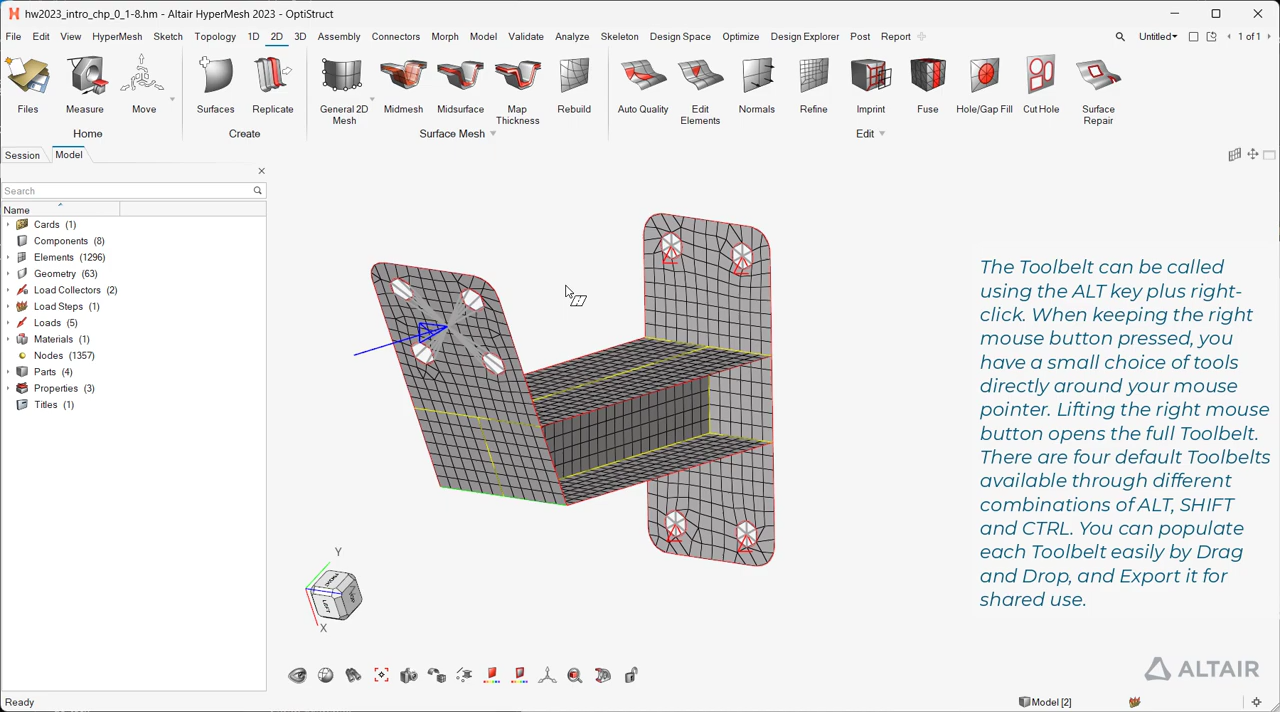 hw2023_intro_chp_0_1-8.hm - Altair HyperMesh 2023 - OptiStruct
File Edit View HyperMesh Sketch Topology 1D 2D 3D Assembly Connectors Morph Model Validate Analyze Skeleton Design Space Optimize Design Explorer Post Report Untitled 1 of 1
Files Measure Move Surfaces Replicate General 2D Mesh Midmesh Midsurface Map Thickness Rebuild Auto Quality Edit Elements Normals Refine Imprint Fuse Hole/Gap Fill Cut Hole Surface Repair
Home Create Surface Mesh Edit
Session Model
Search
Name
Cards (1)
Components (8)
Elements (1296)
Geometry (63)
Load Collectors (2)
Load Steps (1)
Loads (5)
Materials (1)
Nodes (1357)
Parts (4)
Properties (3)
Titles (1)
The Toolbelt can be called
using the ALT key plus right-
click. When keeping the right
mouse button pressed, you
have a small choice of tools
directly around your mouse
pointer. Lifting the right mouse
button opens the full Toolbelt.
There are four default Toolbelts
available through different
combinations of ALT, SHIFT
and CTRL. You can populate
each Toolbelt easily by Drag
and Drop, and Export it for
shared use.
Y
LEFT
X
ALTAIR
Ready
Model [2]